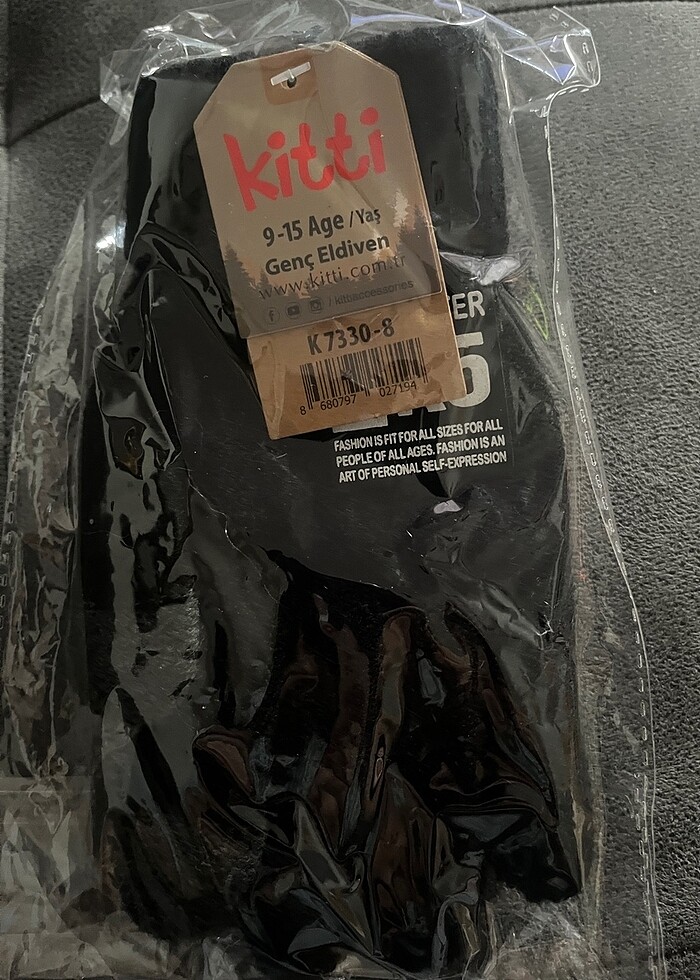 kitti
9-15 Age / Yaş
Genç Eldiven
www.kitti.com.tr
/ kittiaccessories
K7330-8
8 680797 027194
FASHION IS FIT FOR ALL SIZES FOR ALL
PEOPLE OF ALL AGES. FASHION IS AN
ART OF PERSONAL SELF-EXPRESSION